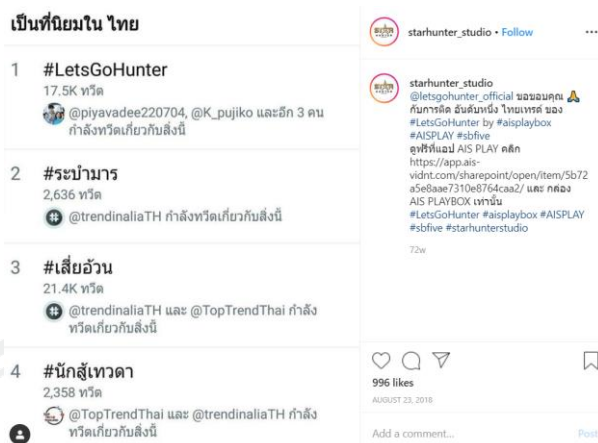 เป็นที่นิยมใน ไทย
1 #LetsGoHunter
17.5K ทวีต
@piyavadee220704, @K_pujiko และอีก 3 คน
กำลังทวีตเกี่ยวกับสิ่งนี้
2 #ระบำมาร
2,636 ทวีต
@trendinaliaTH กำลังทวีตเกี่ยวกับสิ่งนี้
3 #เสี่ยอ้วน
21.4K ทวีต
@trendinaliaTH และ @TopTrendThai กำลัง
ทวีตเกี่ยวกับสิ่งนี้
4 #นักสู้เทวดา
2,358 ทวีต
@TopTrendThai และ @trendinaliaTH กำลัง
ทวีตเกี่ยวกับสิ่งนี้
starhunter_studio • Follow
starhunter_studio
@letsgohunter_official ขอขอบคุณ 🙏
กับการติด อันดับหนึ่ง ไทยเทรด์ ของ
#LetsGoHunter by #aisplaybox
#AISPLAY #sbfive
ดูฟรีที่แอป AIS PLAY คลิก
https://app.ais-
vidnt.com/sharepoint/open/item/5b72
a5e8aae7310e8764caa2/ และ กล่อง
AIS PLAYBOX เท่านั้น
#LetsGoHunter #aisplaybox #AISPLAY
#sbfive #starhunterstudio
72w
996 likes
AUGUST 23, 2018
Add a comment...
Post